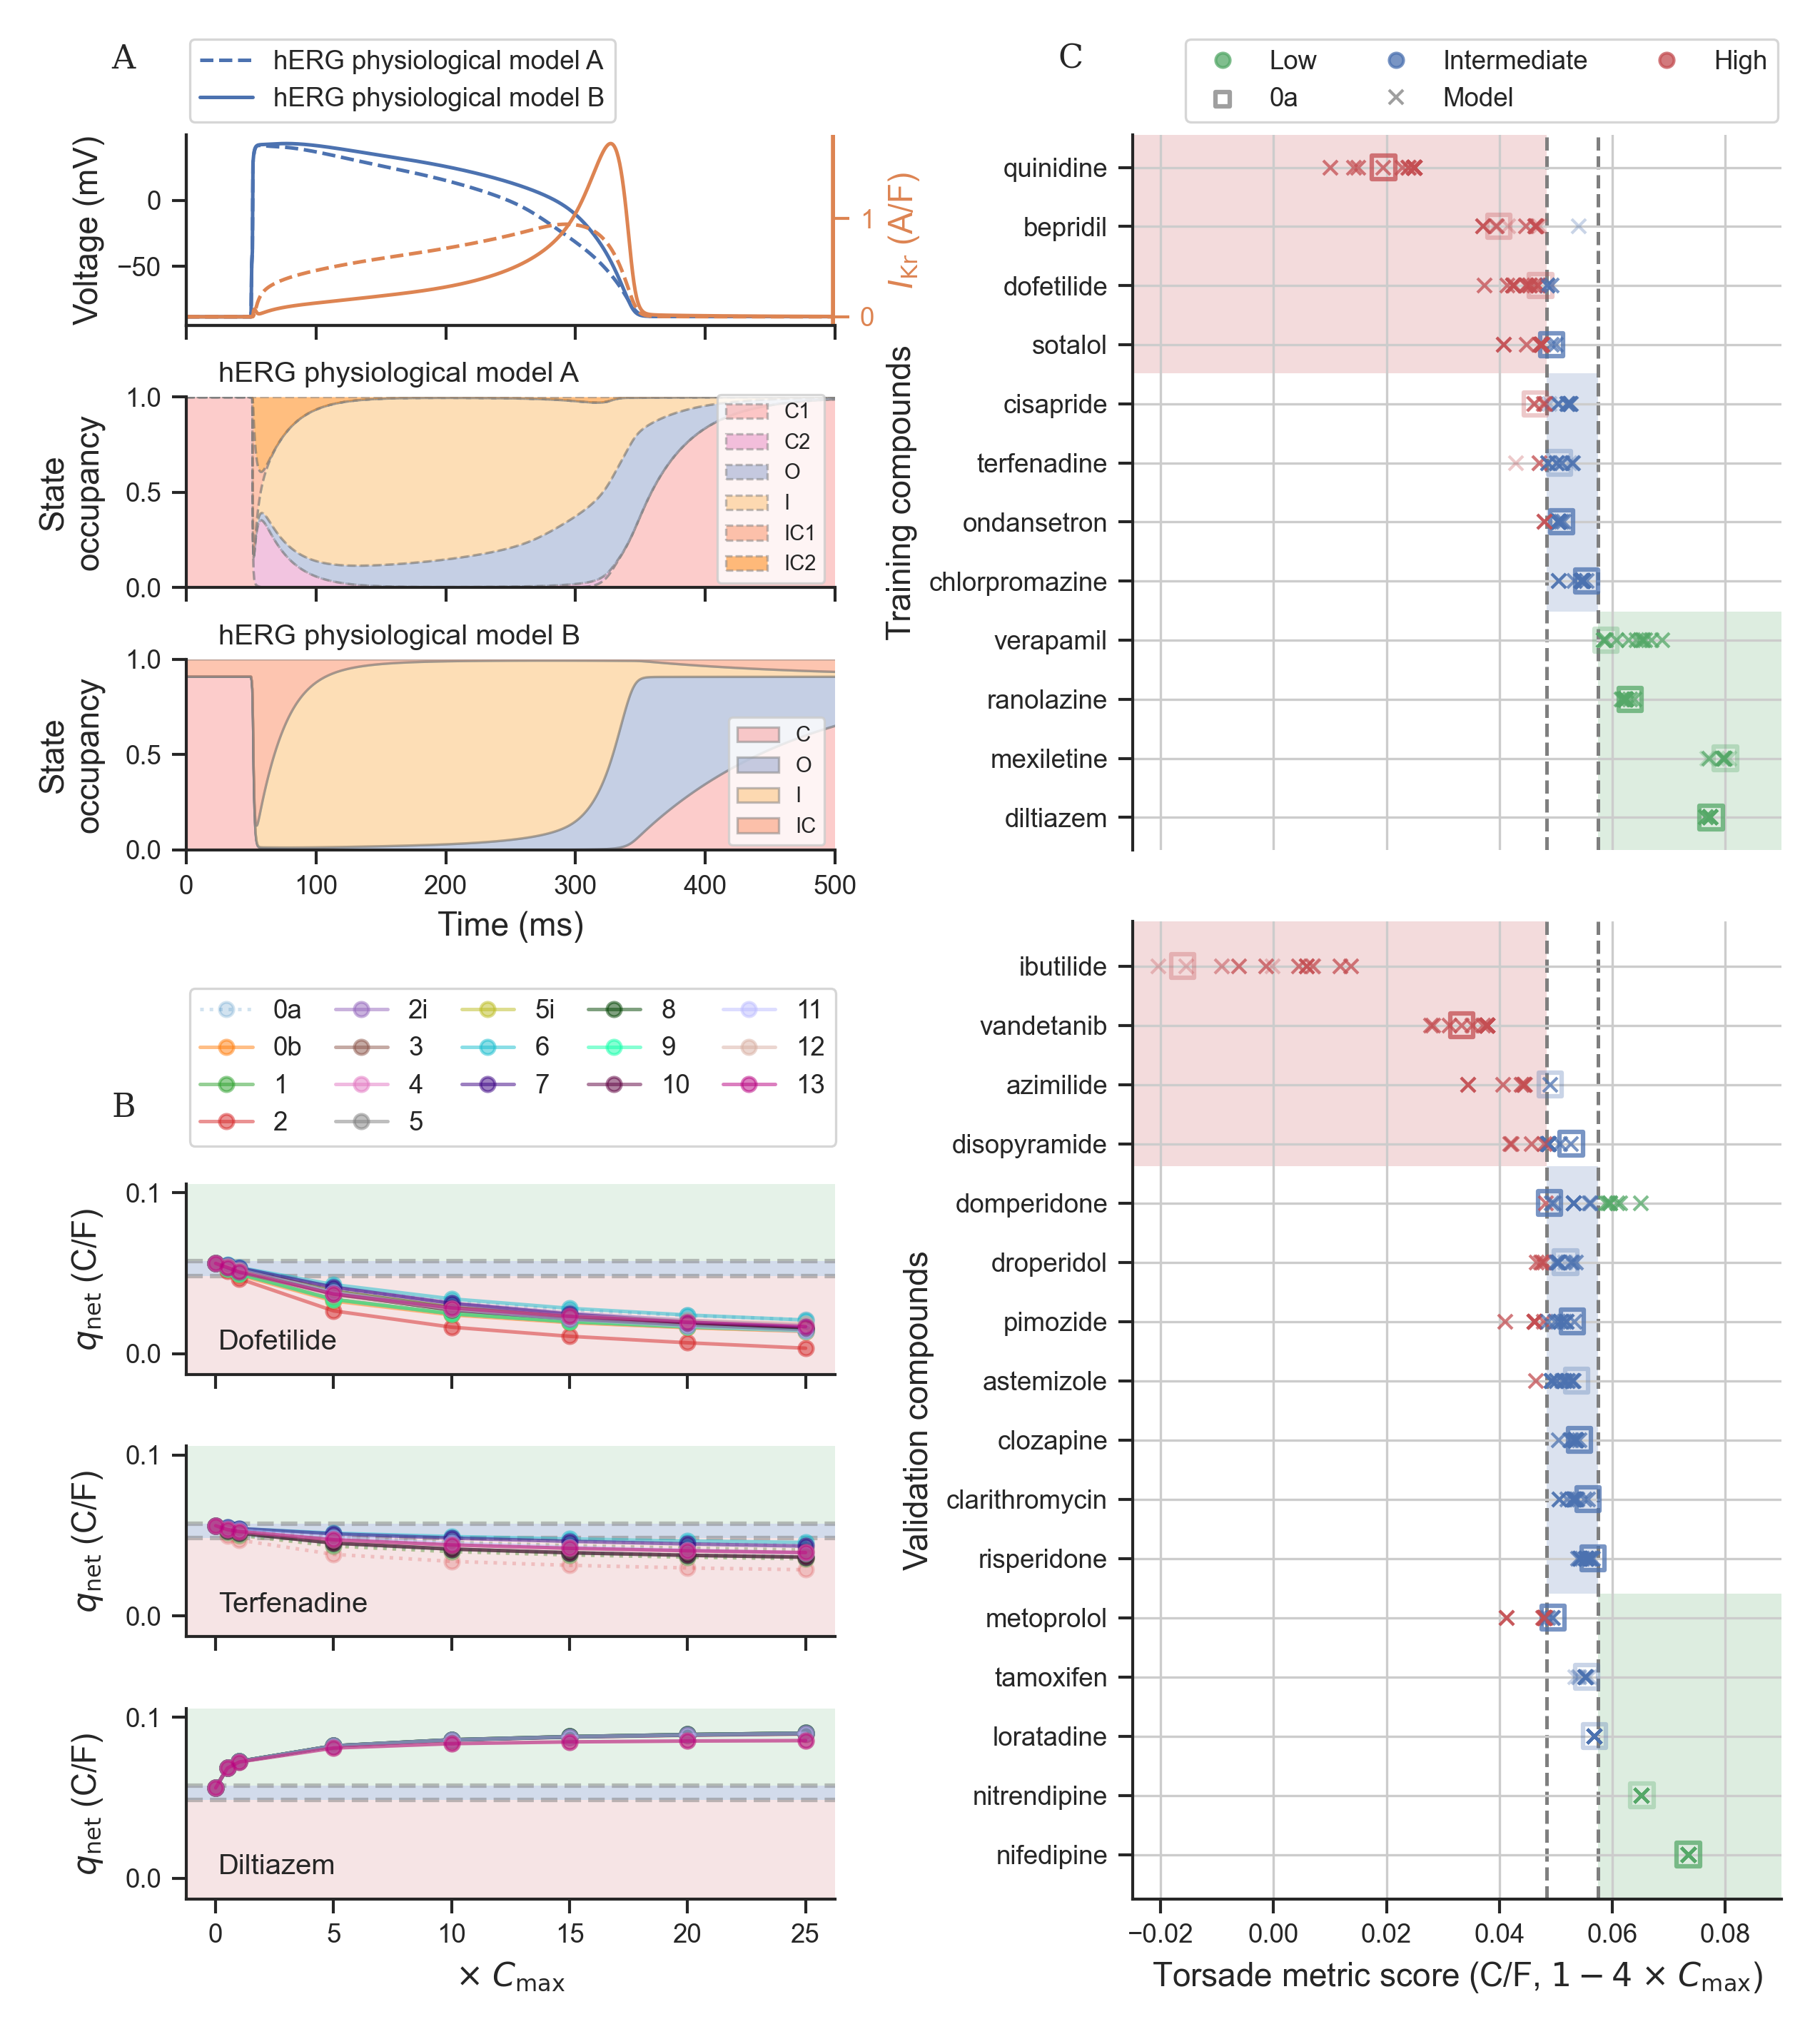 A
hERG physiological model A
hERG physiological model B
Voltage (mV)
0
−50
I_Kr (A/F)
1
0
hERG physiological model A
State
occupancy
1.0
0.5
0.0
C1
C2
O
I
IC1
IC2
hERG physiological model B
State
occupancy
1.0
0.5
0.0
C
O
I
IC
0 100 200 300 400 500
Time (ms)
B
0a 2i 5i 8 11
0b 3 6 9 12
1 4 7 10 13
2 5
q_net (C/F)
0.1
0.0
Dofetilide
q_net (C/F)
0.1
0.0
Terfenadine
q_net (C/F)
0.1
0.0
Diltiazem
0 5 10 15 20 25
× C_max
C
Low Intermediate High
0a Model
Training compounds
quinidine
bepridil
dofetilide
sotalol
cisapride
terfenadine
ondansetron
chlorpromazine
verapamil
ranolazine
mexiletine
diltiazem
Validation compounds
ibutilide
vandetanib
azimilide
disopyramide
domperidone
droperidol
pimozide
astemizole
clozapine
clarithromycin
risperidone
metoprolol
tamoxifen
loratadine
nitrendipine
nifedipine
−0.02 0.00 0.02 0.04 0.06 0.08
Torsade metric score (C/F, 1 − 4 × C_max)